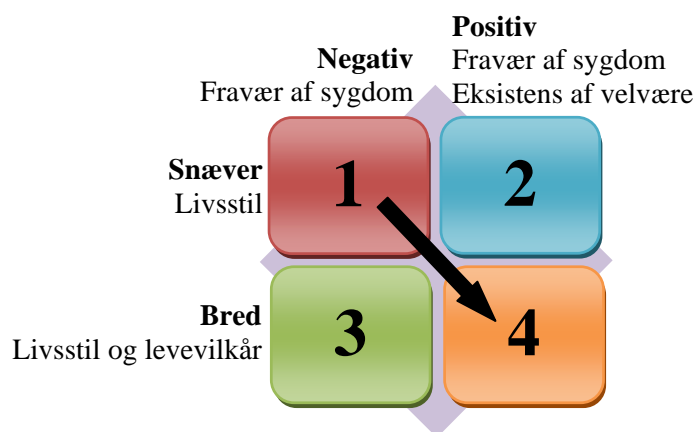 Positiv
Negativ
Fravær af sygdom
Fravær af sygdom
Eksistens af velvære
Snæver
Livsstil
1
2
Bred
Livsstil og levevilkår
3
4